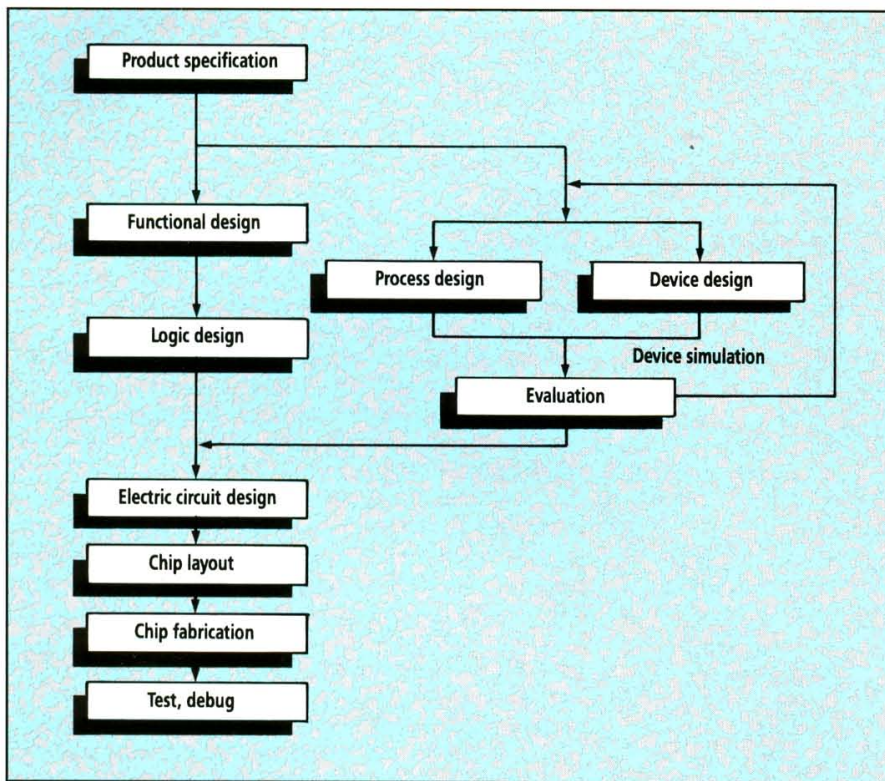 Product specification
Functional design
Process design
Device design
Logic design
Device simulation
Evaluation
Electric circuit design
Chip layout
Chip fabrication
Test, debug